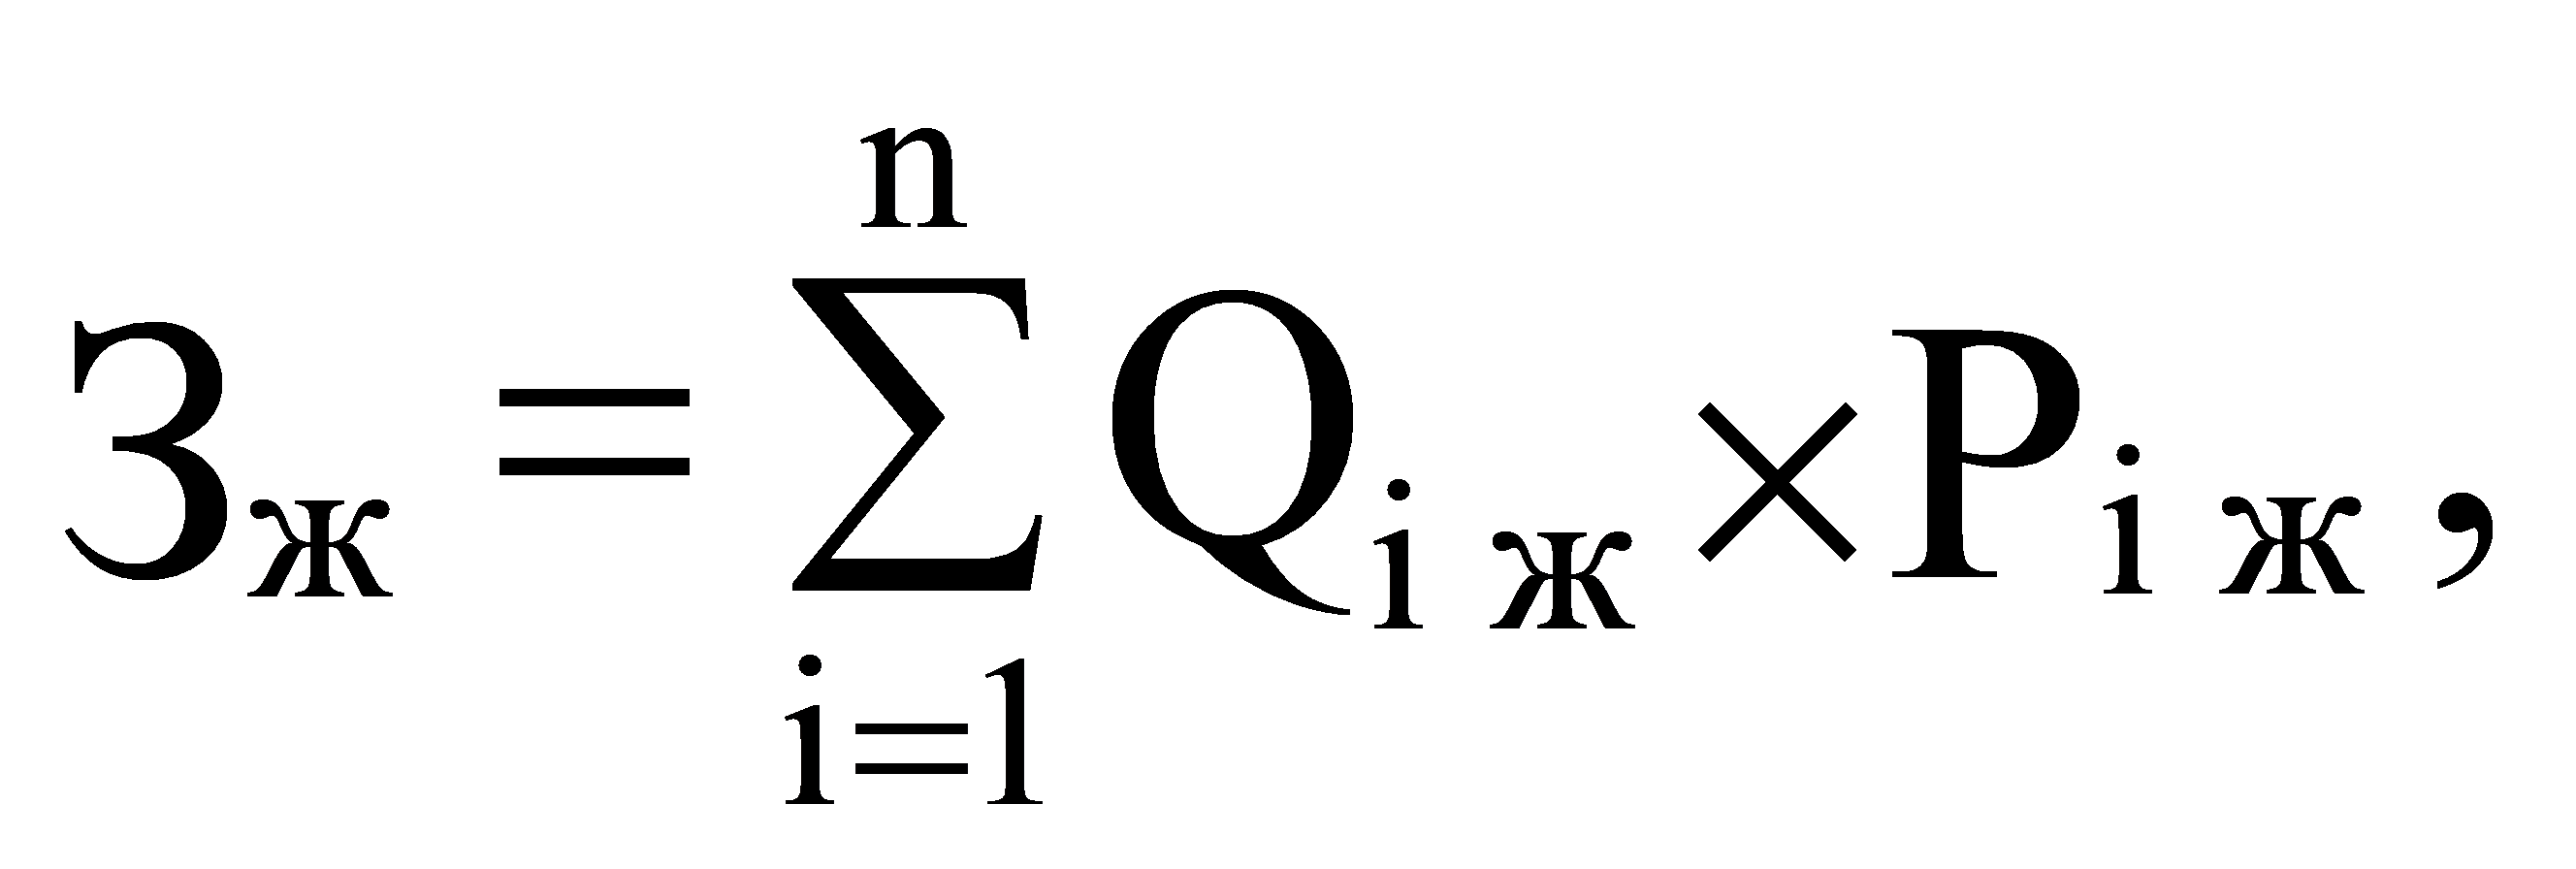 n
Зж = ∑ Qi ж × Pi ж ,
i=1